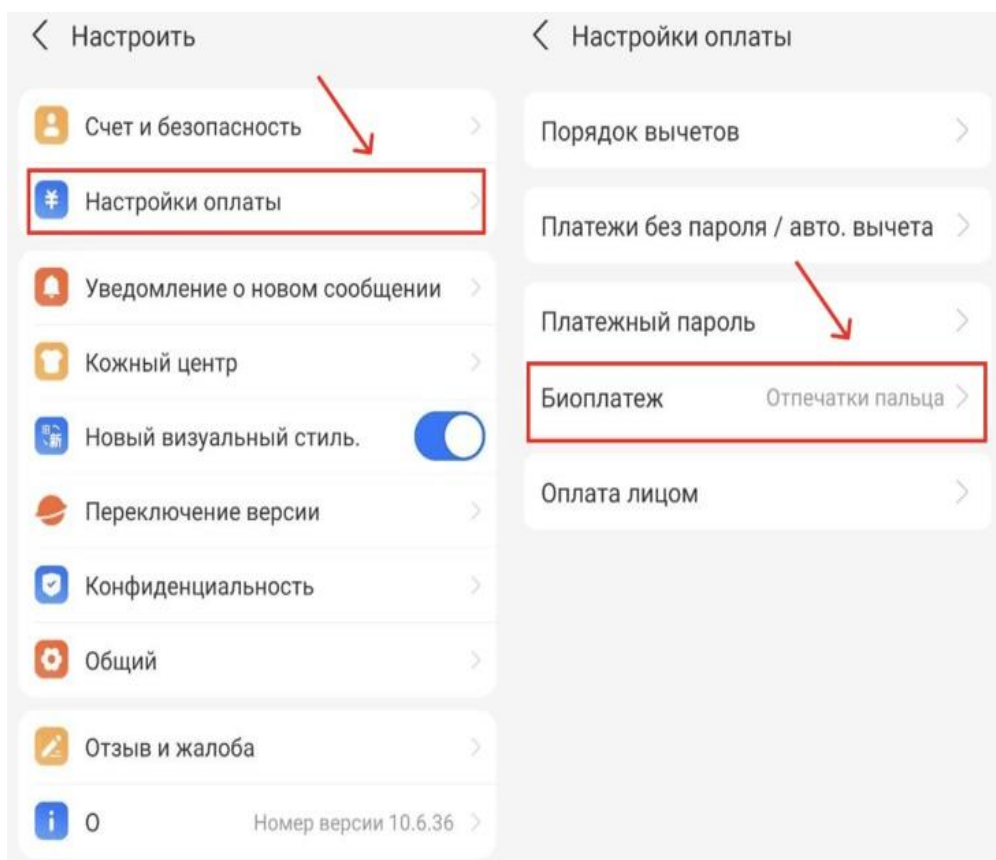 Настроить
Счет и безопасность
Настройки оплаты
Уведомление о новом сообщении
Кожный центр
Новый визуальный стиль.
Переключение версии
Конфиденциальность
Общий
Отзыв и жалоба
О Номер версии 10.6.36
Настройки оплаты
Порядок вычетов
Платежи без пароля / авто. вычета
Платежный пароль
Биоплатеж Отпечатки пальца
Оплата лицом